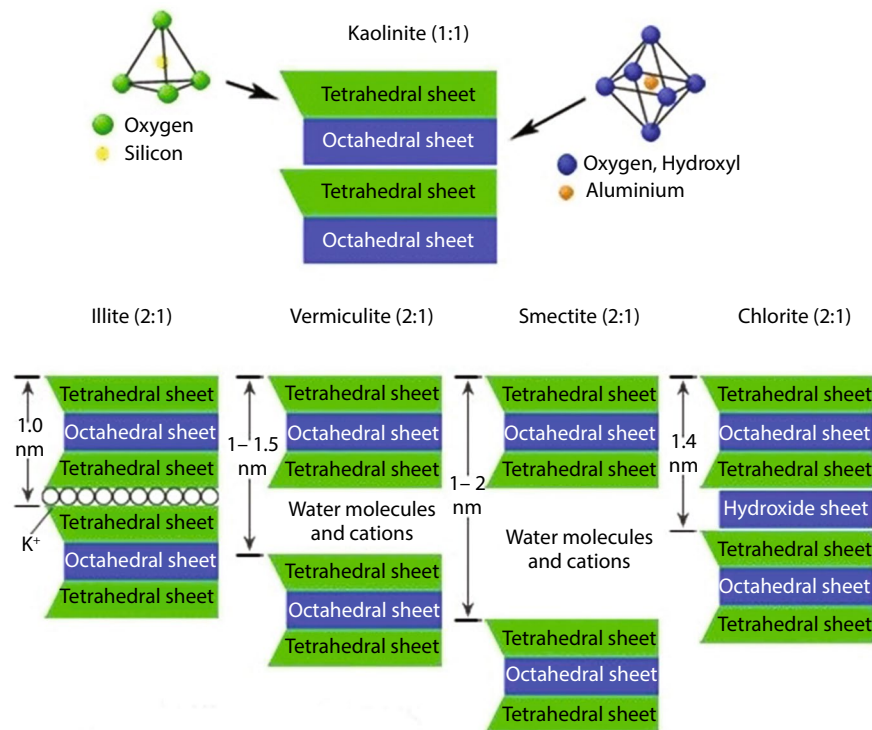 Kaolinite (1:1)
Tetrahedral sheet
Octahedral sheet
Tetrahedral sheet
Octahedral sheet
Oxygen
Silicon
Oxygen, Hydroxyl
Aluminium
Illite (2:1)
1.0
nm
Tetrahedral sheet
Octahedral sheet
Tetrahedral sheet
K⁺
Tetrahedral sheet
Octahedral sheet
Tetrahedral sheet
Vermiculite (2:1)
1– 1.5
nm
Tetrahedral sheet
Octahedral sheet
Tetrahedral sheet
Water molecules
and cations
Tetrahedral sheet
Octahedral sheet
Tetrahedral sheet
Smectite (2:1)
1– 2
nm
Tetrahedral sheet
Octahedral sheet
Tetrahedral sheet
Water molecules
and cations
Tetrahedral sheet
Octahedral sheet
Tetrahedral sheet
Chlorite (2:1)
1.4
nm
Tetrahedral sheet
Octahedral sheet
Tetrahedral sheet
Hydroxide sheet
Tetrahedral sheet
Octahedral sheet
Tetrahedral sheet